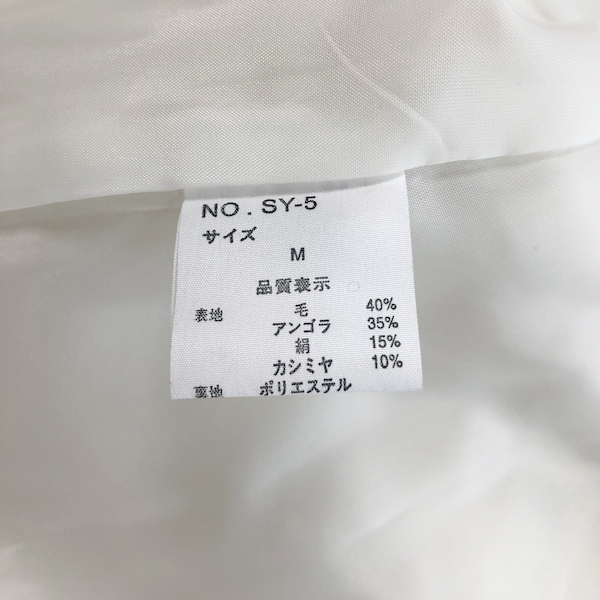 NO. SY-5
サイズ
M
品質表示
表地 毛 40%
アンゴラ 35%
絹 15%
カシミヤ 10%
裏地 ポリエステル